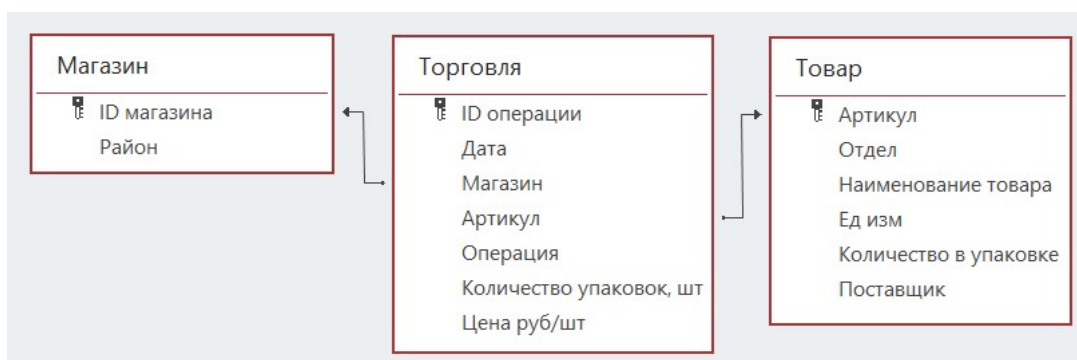 Магазин
ID магазина
Район
Торговля
ID операции
Дата
Магазин
Артикул
Операция
Количество упаковок, шт
Цена руб/шт
Товар
Артикул
Отдел
Наименование товара
Ед изм
Количество в упаковке
Поставщик